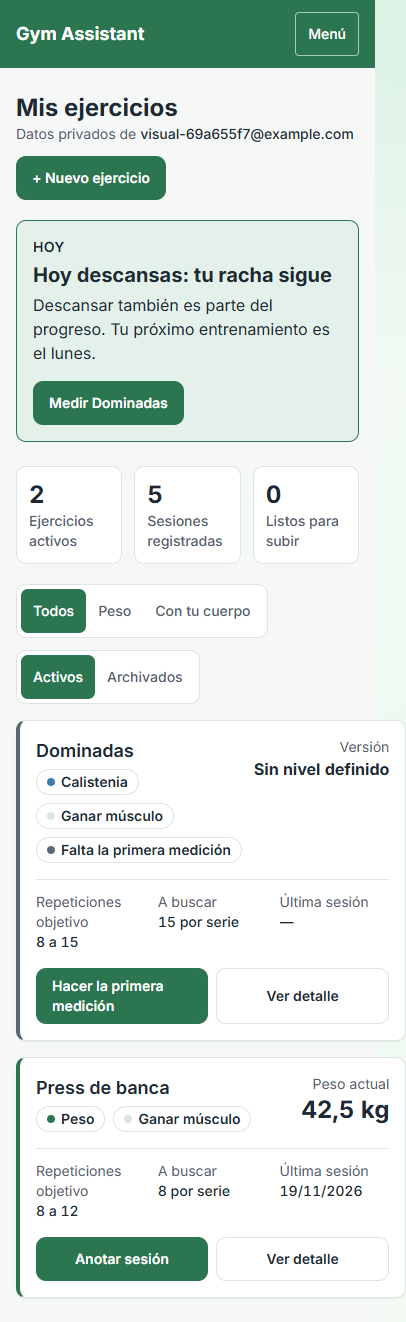 Gym Assistant
Menú
Mis ejercicios
Datos privados de visual-69a655f7@example.com
+ Nuevo ejercicio
HOY
Hoy descansas: tu racha sigue
Descansar también es parte del
progreso. Tu próximo entrenamiento es
el lunes.
Medir Dominadas
2
Ejercicios
activos
5
Sesiones
registradas
0
Listos para
subir
Todos
Peso
Con tu cuerpo
Activos
Archivados
Dominadas
Versión
Sin nivel definido
Calistenia
Ganar músculo
Falta la primera medición
Repeticiones
objetivo
8 a 15
A buscar
15 por serie
Última sesión
—
Hacer la primera
medición
Ver detalle
Press de banca
Peso actual
42,5 kg
Peso
Ganar músculo
Repeticiones
objetivo
8 a 12
A buscar
8 por serie
Última sesión
19/11/2026
Anotar sesión
Ver detalle